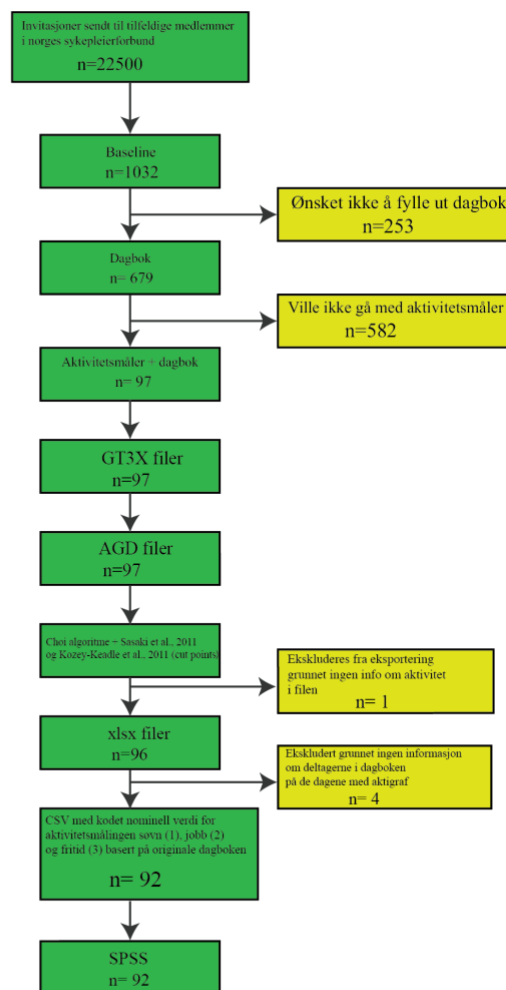 Invitasjoner sendt til tilfeldige medlemmer
i norges sykepleierforbund
n=22500
Baseline
n=1032
Ønsket ikke å fylle ut dagbok
n=253
Dagbok
n= 679
Ville ikke gå med aktivitetsmåler
n=582
Aktivitetsmåler + dagbok
n= 97
GT3X filer
n=97
AGD filer
n=97
Choi algoritme – Sasaki et al., 2011
og Kozey-Keadle et al., 2011 (cut points)
Ekskluderes fra eksportering
grunnet ingen info om aktivitet
i filen
n= 1
xlsx filer
n=96
Ekskludert grunnet ingen informasjon
om deltagerne i dagboken
på de dagene med aktigraf
n= 4
CSV med kodet nominell verdi for
aktivitetsmålingen søvn (1), jobb (2)
og fritid (3) basert på originale dagboken
n= 92
SPSS
n= 92